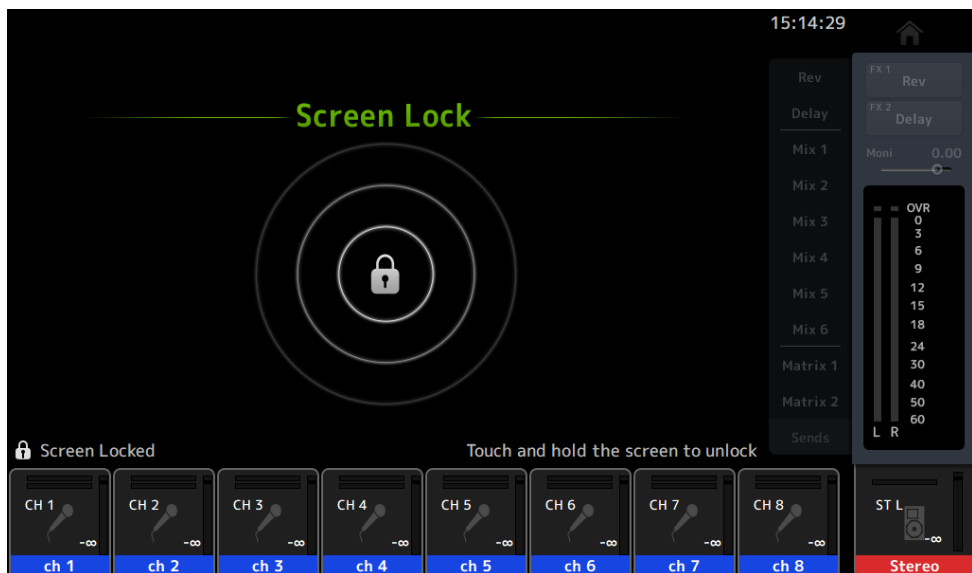 15:14:29
Screen Lock
Rev
Delay
Mix 1
Mix 2
Mix 3
Mix 4
Mix 5
Mix 6
Matrix 1
Matrix 2
Sends
FX 1
Rev
FX 2
Delay
Moni 0.00
OVR
0
3
6
9
12
15
18
24
30
40
50
60
L R
Screen Locked Touch and hold the screen to unlock
CH 1 CH 2 CH 3 CH 4 CH 5 CH 6 CH 7 CH 8 ST L
-∞ -∞ -∞ -∞ -∞ -∞ -∞ -∞ -∞
ch 1 ch 2 ch 3 ch 4 ch 5 ch 6 ch 7 ch 8 Stereo